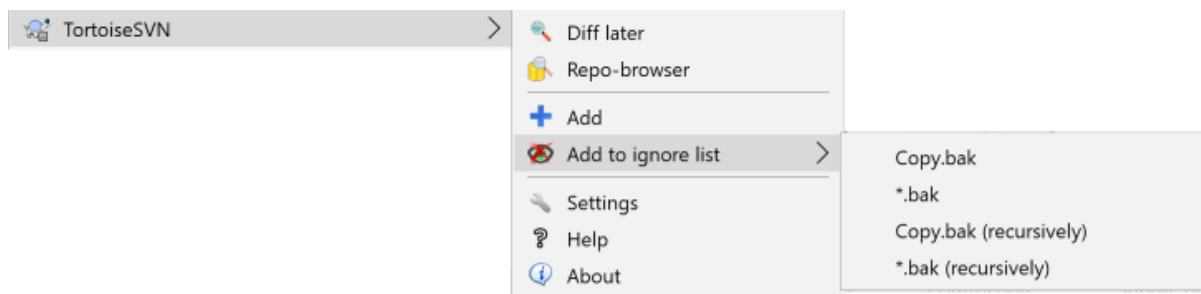 TortoiseSVN
Diff later
Repo-browser
Add
Add to ignore list
Settings
Help
About
Copy.bak
*.bak
Copy.bak (recursively)
*.bak (recursively)